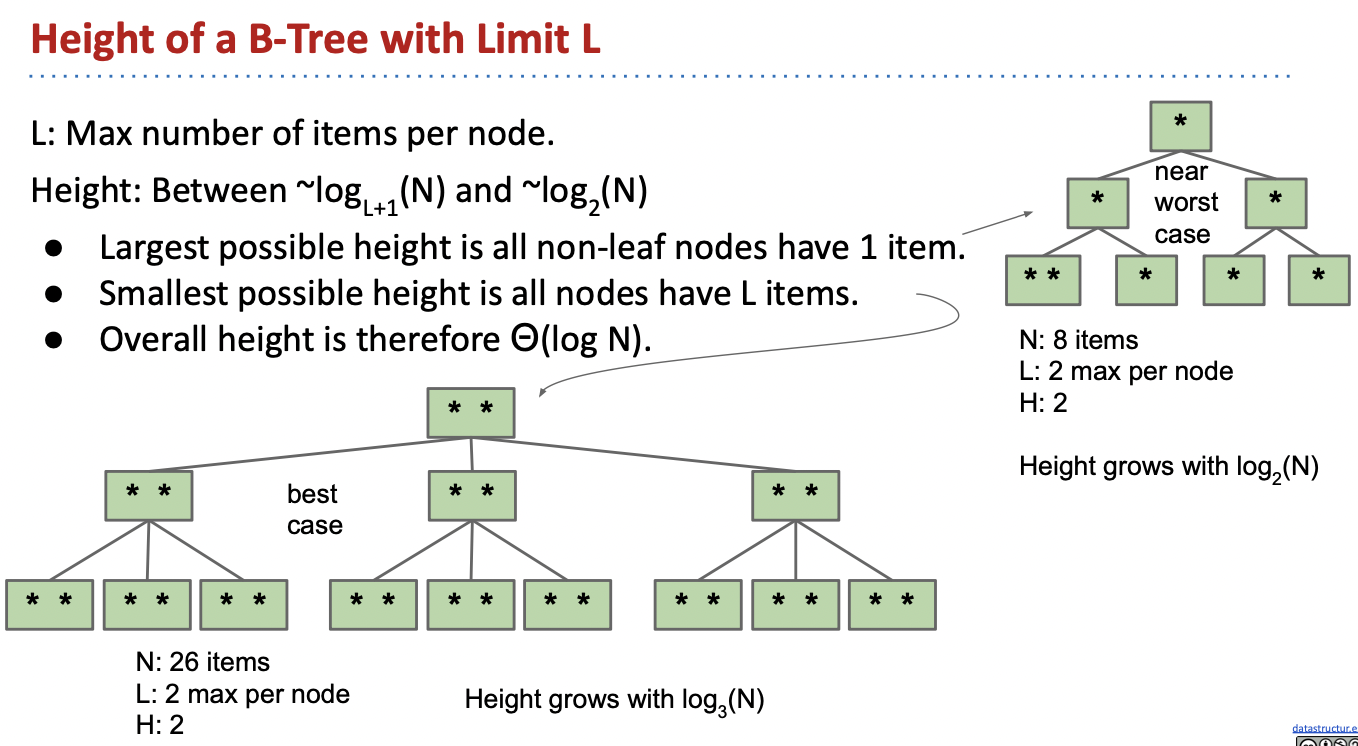 Height of a B-Tree with Limit L
L: Max number of items per node.
Height: Between ~log_{L+1}(N) and ~log_2(N)
● Largest possible height is all non-leaf nodes have 1 item.
● Smallest possible height is all nodes have L items.
● Overall height is therefore Θ(log N).
*
near
worst
case
* *
* * * * *
N: 8 items
L: 2 max per node
H: 2
Height grows with log_2(N)
* *
best
case
* * * * * *
* * * * * * * * * * * * * * * * * *
N: 26 items
L: 2 max per node
H: 2
Height grows with log_3(N)
datastructur.e